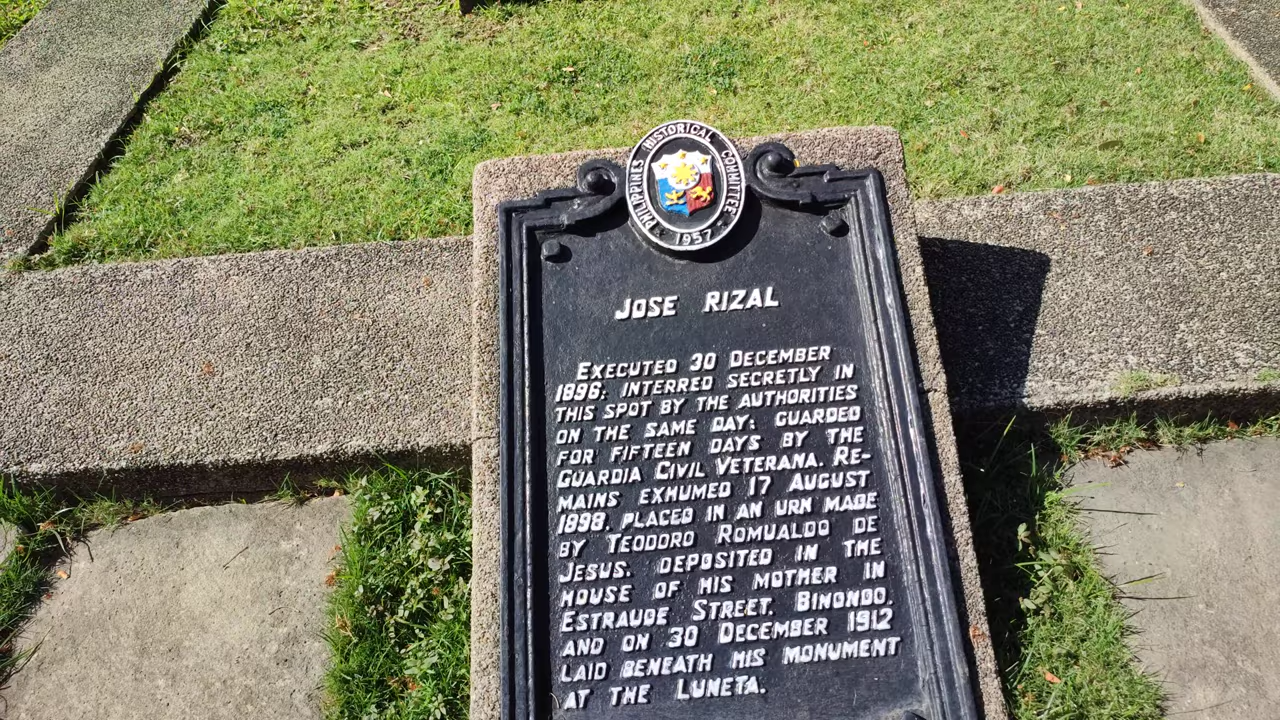 PHILIPPINES HISTORICAL COMMITTEE
1957
JOSE RIZAL
EXECUTED 30 DECEMBER
1896; INTERRED SECRETLY IN
THIS SPOT BY THE AUTHORITIES
ON THE SAME DAY; GUARDED
FOR FIFTEEN DAYS BY THE
GUARDIA CIVIL VETERANA. RE-
MAINS EXHUMED 17 AUGUST
1898, PLACED IN AN URN MADE
BY TEODORO ROMUALDO DE
JESUS, DEPOSITED IN THE
HOUSE OF HIS MOTHER IN
ESTRAUDE STREET, BINONDO,
AND ON 30 DECEMBER 1912
LAID BENEATH HIS MONUMENT
AT THE LUNETA.